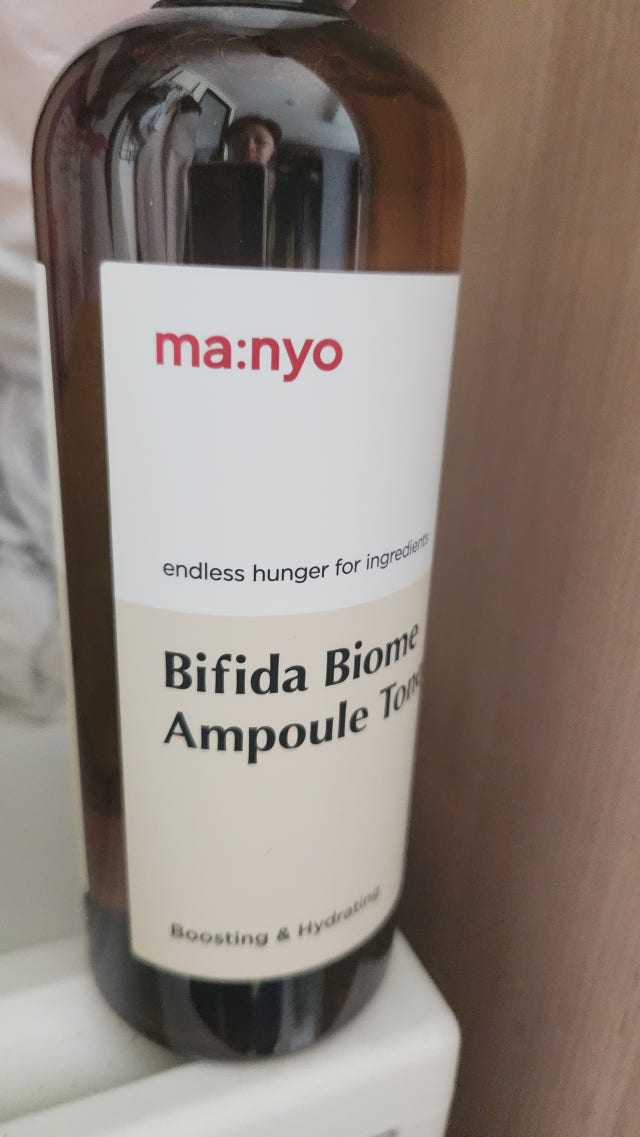 ma:nyo
endless hunger for ingredients
Bifida Biome
Ampoule
Boosting & Hydrating